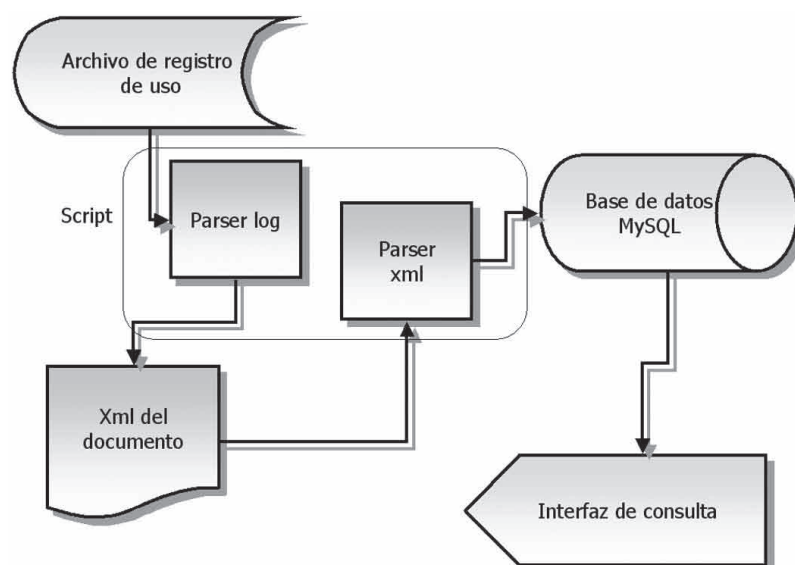 Archivo de registro
de uso
Script
Parser log
Parser
xml
Base de datos
MySQL
Xml del
documento
Interfaz de consulta